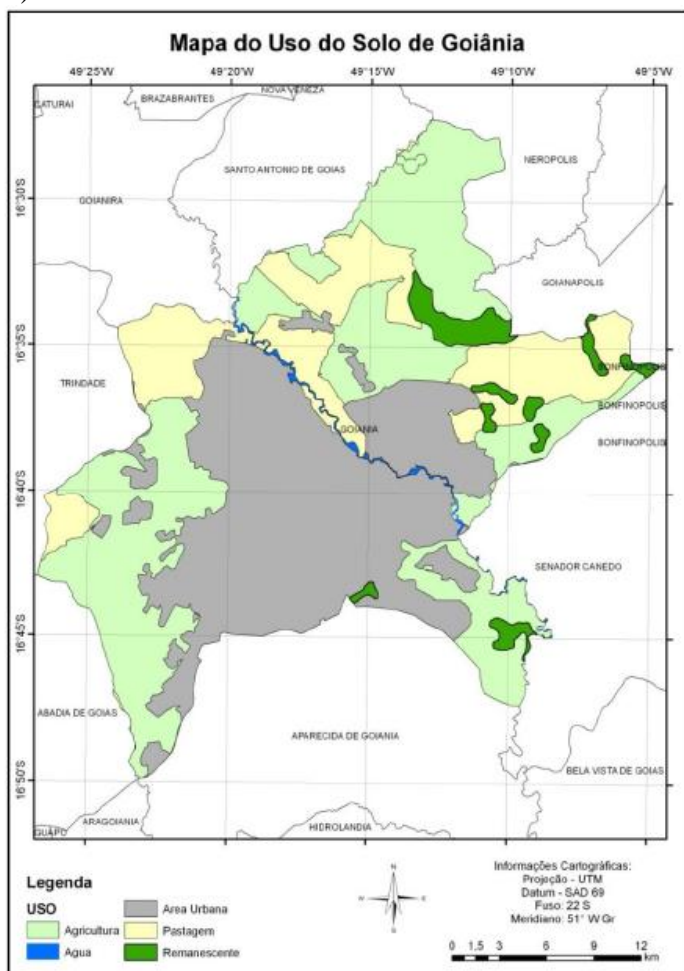 Mapa do Uso do Solo de Goiânia
49°25'W 49°20'W 49°15'W 49°10'W 49°5'W
CATURAI
BRAZABRANTES
NOVA VENEZA
SANTO ANTONIO DE GOIAS
NEROPOLIS
16°30'S
GOIANIRA
GOIANAPOLIS
16°35'S
TRINDADE
BONFINOPOLIS
BONFINOPOLIS
GOIANIA
BONFINOPOLIS
16°40'S
SENADOR CANEDO
16°45'S
ABADIA DE GOIAS
APARECIDA DE GOIANIA
BELA VISTA DE GOIAS
16°50'S
ARAGOIANIA
GUAPO
HIDROLANDIA
Legenda
USO
Agricultura
Agua
Area Urbana
Pastagem
Remanescente
N
W E
S
Informações Cartográficas:
Projeção - UTM
Datum - SAD 69
Fuso: 22 S
Meridiano: 51° W Gr
0 1,5 3 6 9 12
km